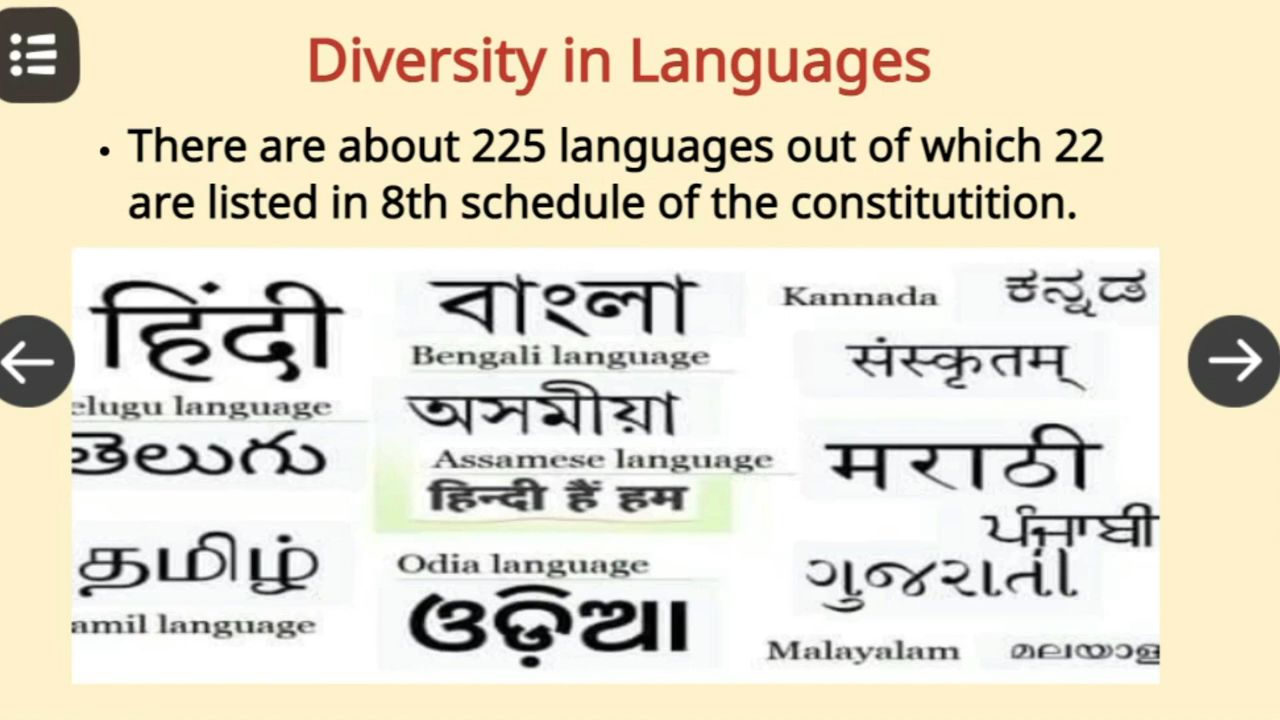 Diversity in Languages
• There are about 225 languages out of which 22
are listed in 8th schedule of the constitutition.
हिंदी
elugu language
తెలుగు
தமிழ்
amil language
বাংলা
Bengali language
অসমীয়া
Assamese language
हिन्दी हैं हम
Odia language
ଓଡ଼ିଆ
Kannada ಕನ್ನಡ
संस्कृतम्
मराठी
ਪੰਜਾਬੀ
ગુજરાતી
Malayalam മലയാള